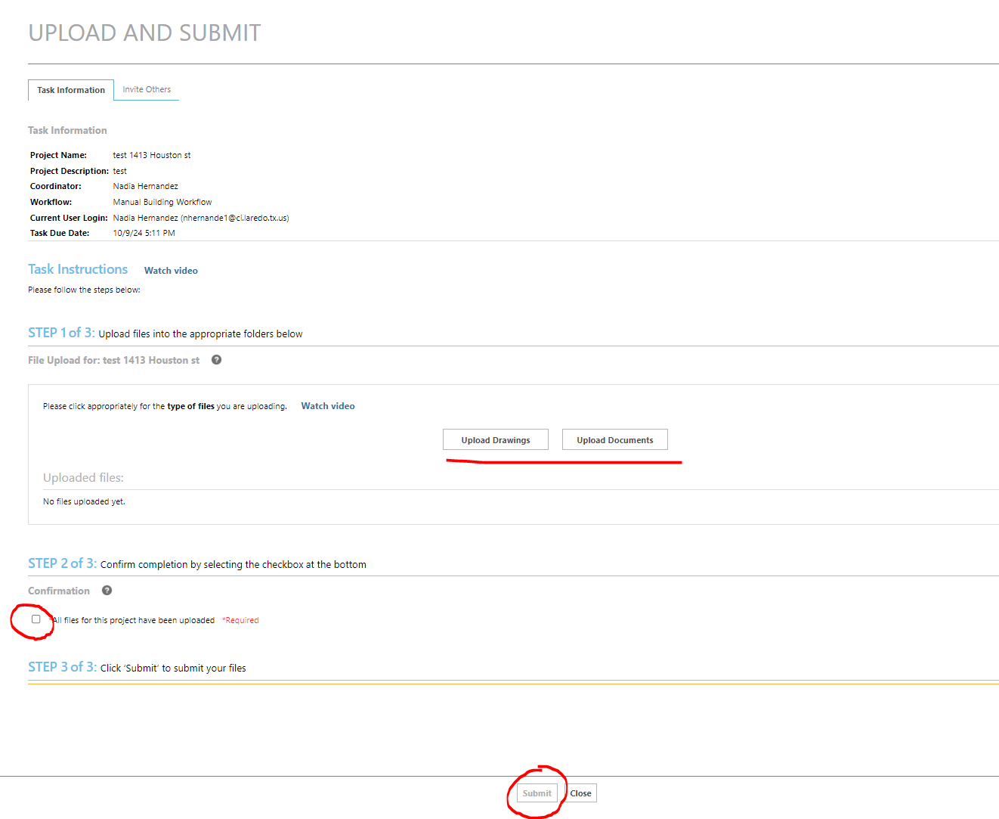 UPLOAD AND SUBMIT
Task Information Invite Others
Task Information
Project Name: test 1413 Houston st
Project Description: test
Coordinator: Nadia Hernandez
Workflow: Manual Building Workflow
Current User Login: Nadia Hernandez (nhernande1@ci.laredo.tx.us)
Task Due Date: 10/9/24 5:11 PM
Task Instructions Watch video
Please follow the steps below:
STEP 1 of 3: Upload files into the appropriate folders below
File Upload for: test 1413 Houston st ?
Please click appropriately for the type of files you are uploading. Watch video
Upload Drawings Upload Documents
Uploaded files:
No files uploaded yet.
STEP 2 of 3: Confirm completion by selecting the checkbox at the bottom
Confirmation ?
*All files for this project have been uploaded *Required
STEP 3 of 3: Click ‘Submit’ to submit your files
Submit Close